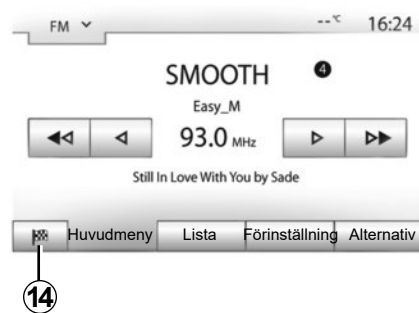 FM --°C 16:24
SMOOTH 4
Easy_M
93.0 MHz
Still In Love With You by Sade
Huvudmeny Lista Förinställning Alternativ
14